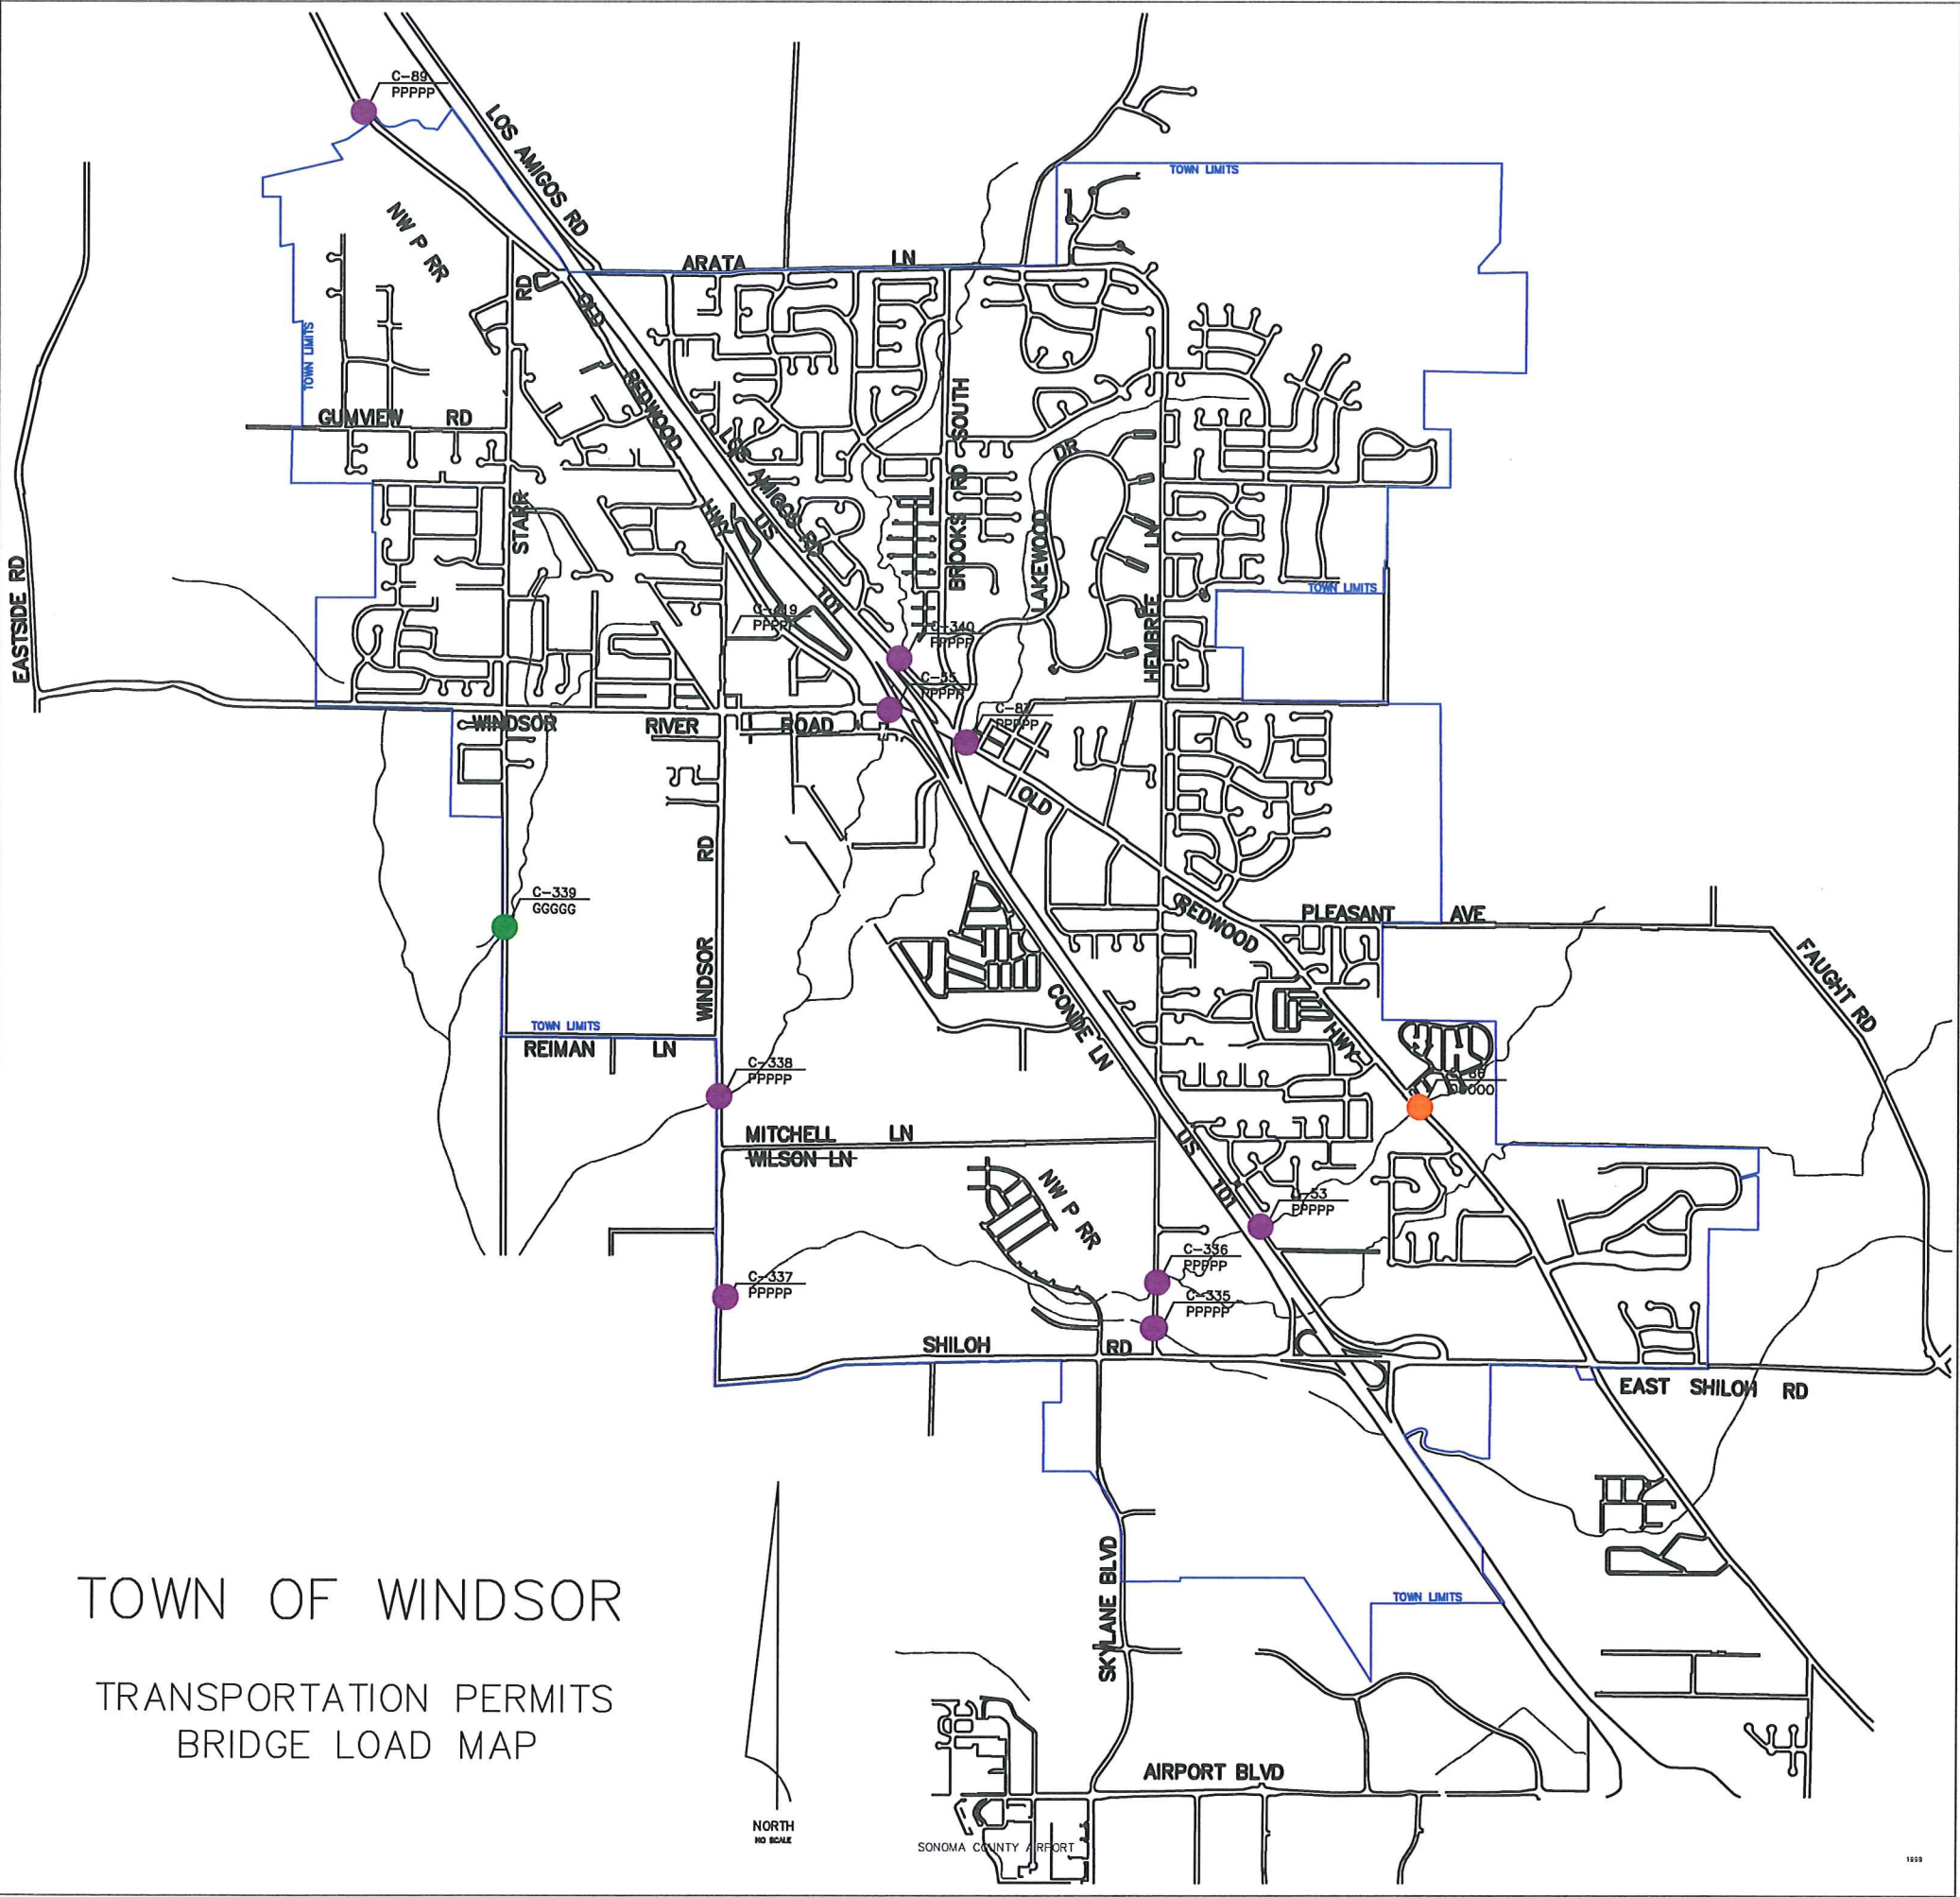 C-89
PPPPP
LOS AMIGOS RD
TOWN LIMITS
NW P RR
ARATA LN
RD
OLD
TOWN LIMITS
REDWOOD
GUMVIEW RD
LOS AMIGOS RD
BROOKS RD SOUTH
DR
STARR
HWY
US
101
LAKEWOOD
HEMBREE LN
TOWN LIMITS
EASTSIDE RD
PPPPP
C-340
PPPPP
C-55
PPPPP
PPPPP
WINDSOR RIVER ROAD
OLD
WINDSOR RD
C-339
GGGGG
REDWOOD
PLEASANT AVE
FAUGHT RD
CONDE LN
HWY
TOWN LIMITS
REIMAN LN
C-338
PPPPP
MITCHELL LN
WILSON LN
US
101
NW P RR
C-53
PPPPP
C-336
PPPPP
C-337
PPPPP
C-335
PPPPP
SHILOH RD
EAST SHILOH RD
SKYLANE BLVD
TOWN LIMITS
TOWN OF WINDSOR
TRANSPORTATION PERMITS
BRIDGE LOAD MAP
AIRPORT BLVD
NORTH
NO SCALE
SONOMA COUNTY AIRPORT